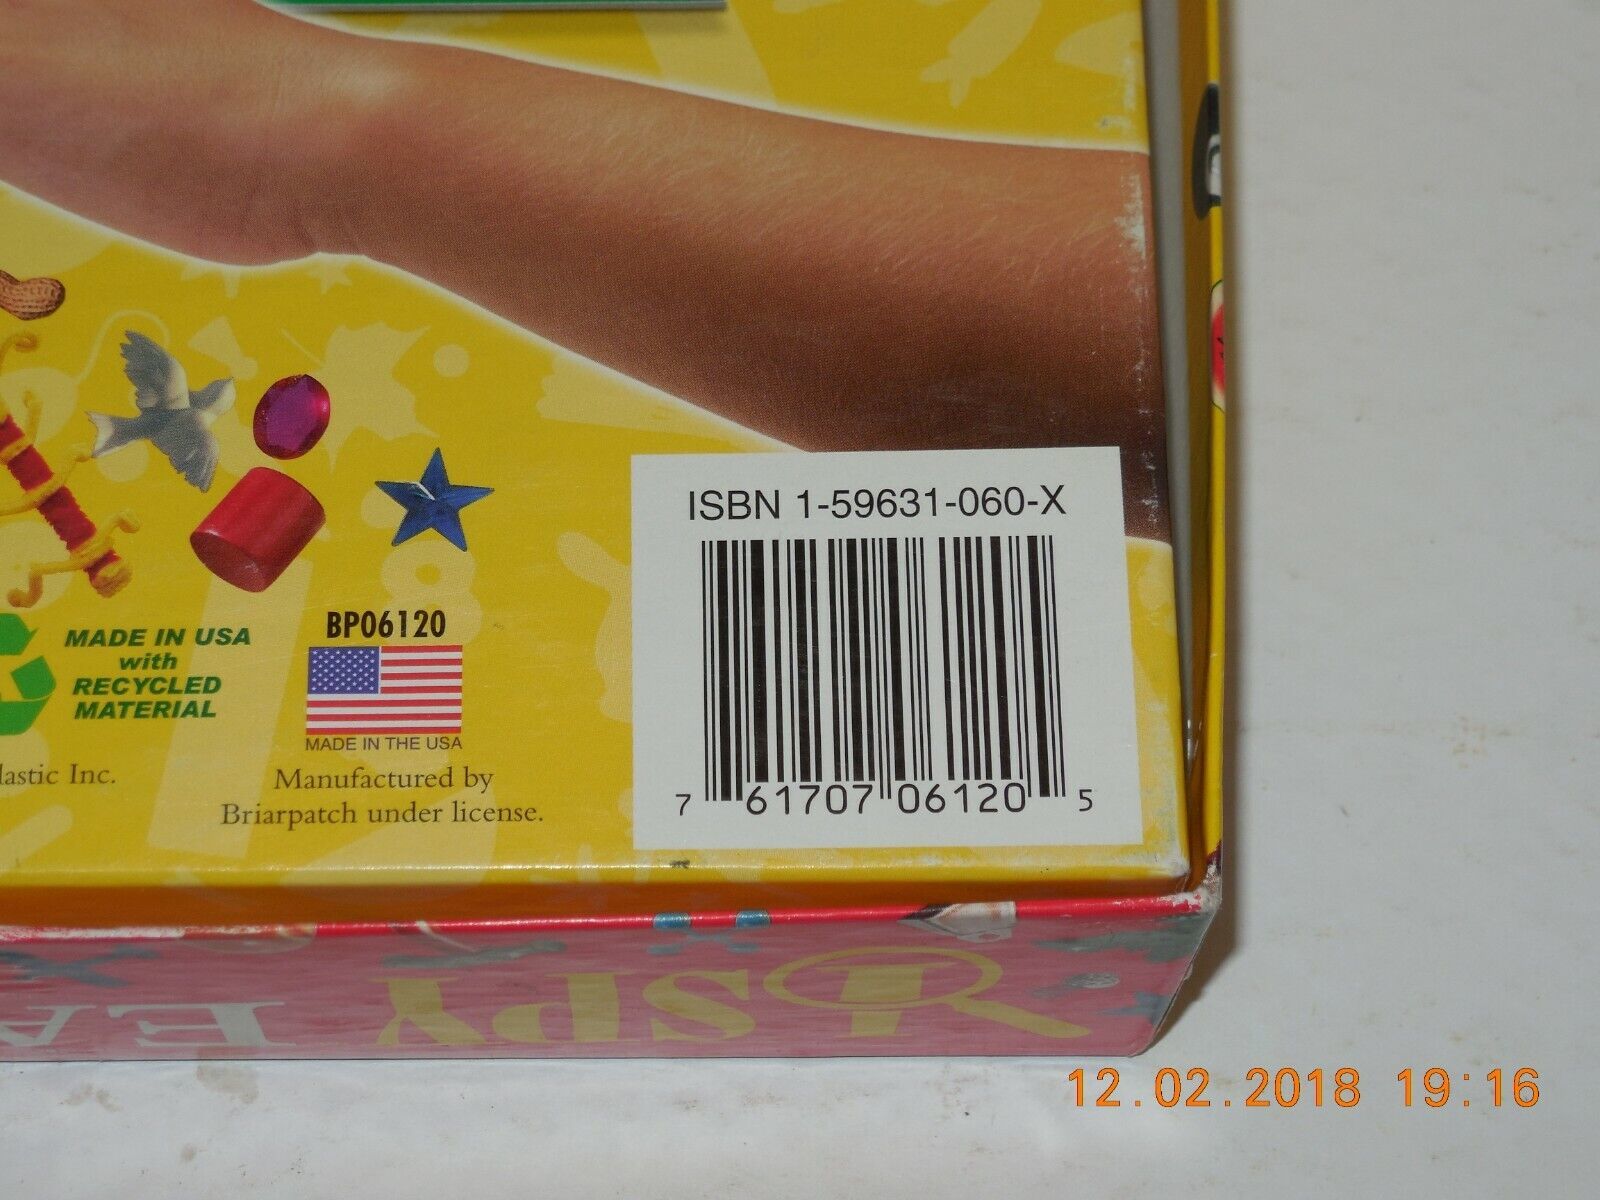 ISBN 1-59631-060-X
7 61707 06120 5
BP06120
MADE IN THE USA
MADE IN USA
with
RECYCLED
MATERIAL
Inc.
Manufactured by
Briarpatch under license.
I SPY
12.02.2018 19:16